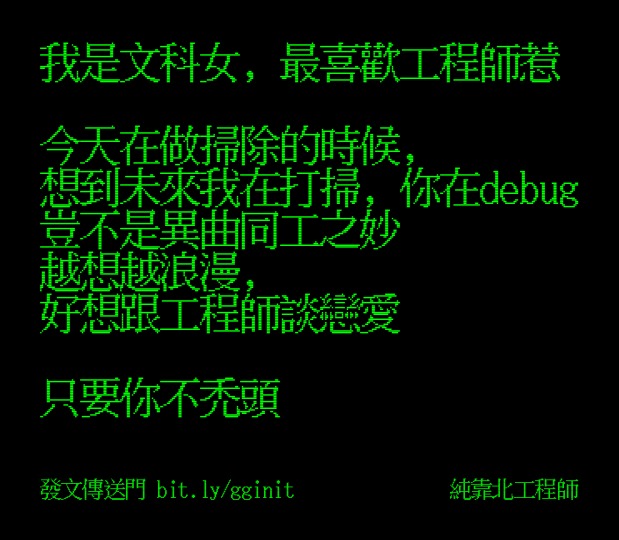 我是文科女, 最喜歡工程師惹
今天在做掃除的時候,
想到未來我在打掃, 你在debug
豈不是異曲同工之妙
越想越浪漫,
好想跟工程師談戀愛
只要你不禿頭
發文傳送門 bit.ly/gginit
純靠北工程師